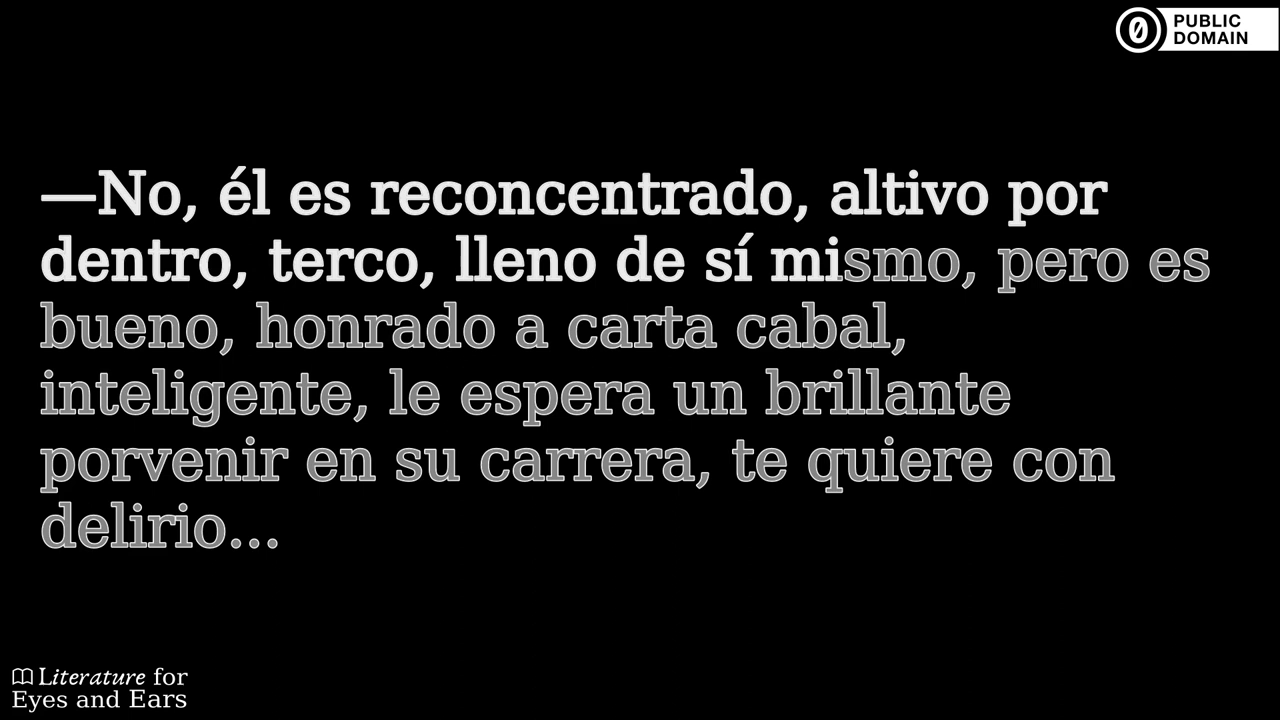 PUBLIC
DOMAIN
—No, él es reconcentrado, altivo por
dentro, terco, lleno de sí mismo, pero es
bueno, honrado a carta cabal,
inteligente, le espera un brillante
porvenir en su carrera, te quiere con
delirio...
Literature for
Eyes and Ears